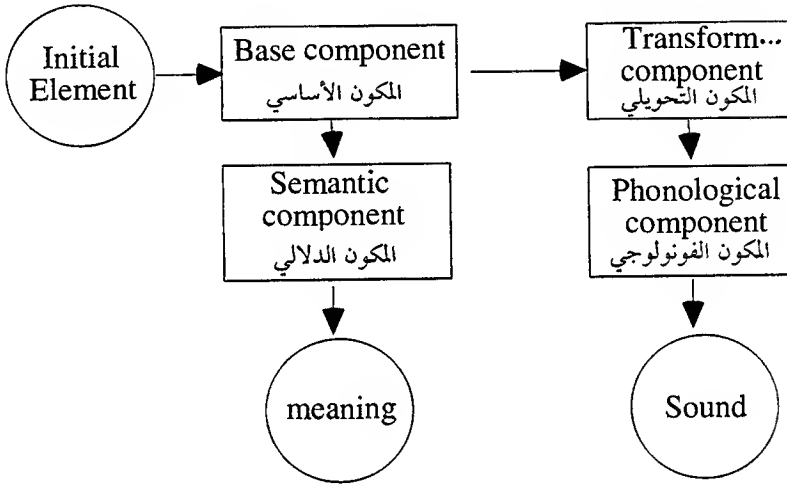 Initial
Element
Base component
المكون الأساسي
Transform...
component
المكون التحويلي
Semantic
component
المكون الدلالي
Phonological
component
المكون الفونولوجي
meaning
Sound